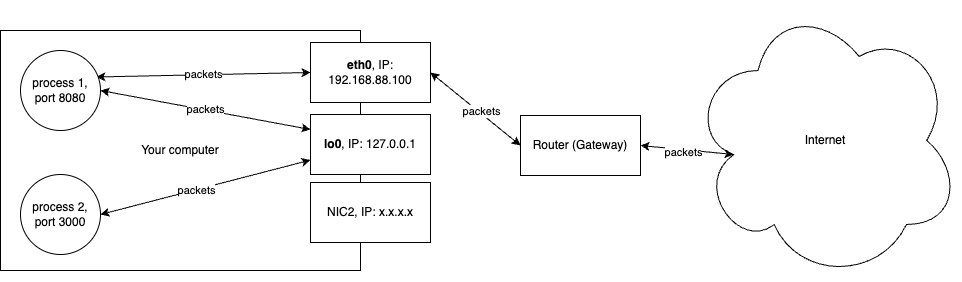 process 1,
port 8080
packets
eth0, IP:
192.168.88.100
packets
packets
lo0, IP: 127.0.0.1
Your computer
Router (Gateway)
packets
Internet
packets
process 2,
port 3000
NIC2, IP: x.x.x.x